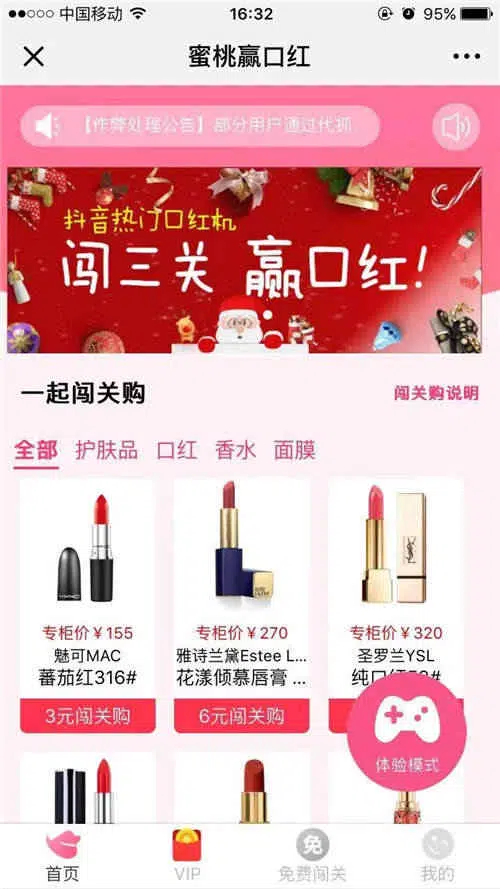 中国移动
16:32
95%
蜜桃赢口红
【作弊处理公告】部分用户通过代抓
抖音热门口红机
闯三关 赢口红!
一起闯关购
闯关购说明
全部 护肤品 口红 香水 面膜
专柜价¥155
专柜价¥270
专柜价¥320
魅可MAC
雅诗兰黛Estee L...
圣罗兰YSL
番茄红316#
花漾倾慕唇膏 ...
纯口红52#
3元闯关购
6元闯关购
体验模式
首页
VIP
免
免费闯关
我的